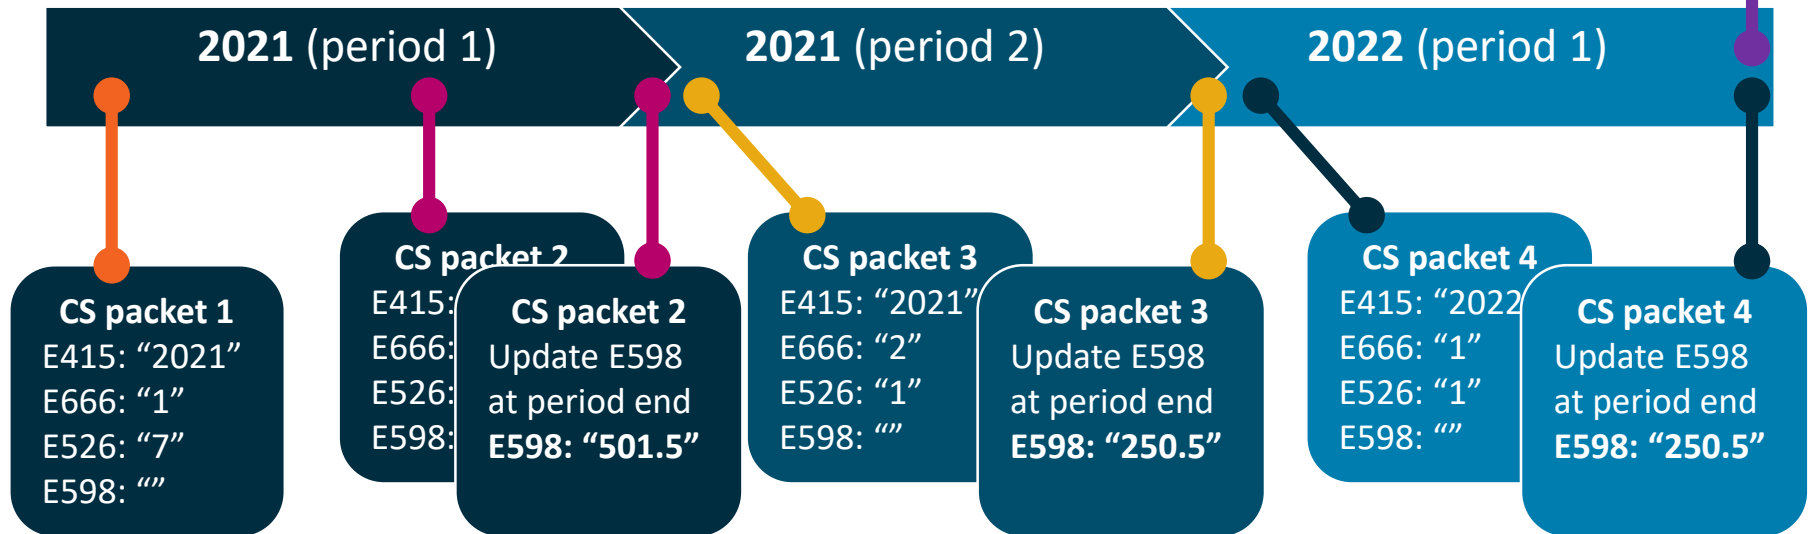 2021 (period 1)
2021 (period 2)
2022 (period 1)
CS packet 1
E415: “2021”
E666: “1”
E526: “7”
E598: “”
CS packet 2
E415:
E666:
E526:
E598:
CS packet 2
Update E598
at period end
E598: “501.5”
CS packet 3
E415: “2021”
E666: “2”
E526: “1”
E598: “”
CS packet 3
Update E598
at period end
E598: “250.5”
CS packet 4
E415: “2022
E666: “1”
E526: “1”
E598: “”
CS packet 4
Update E598
at period end
E598: “250.5”